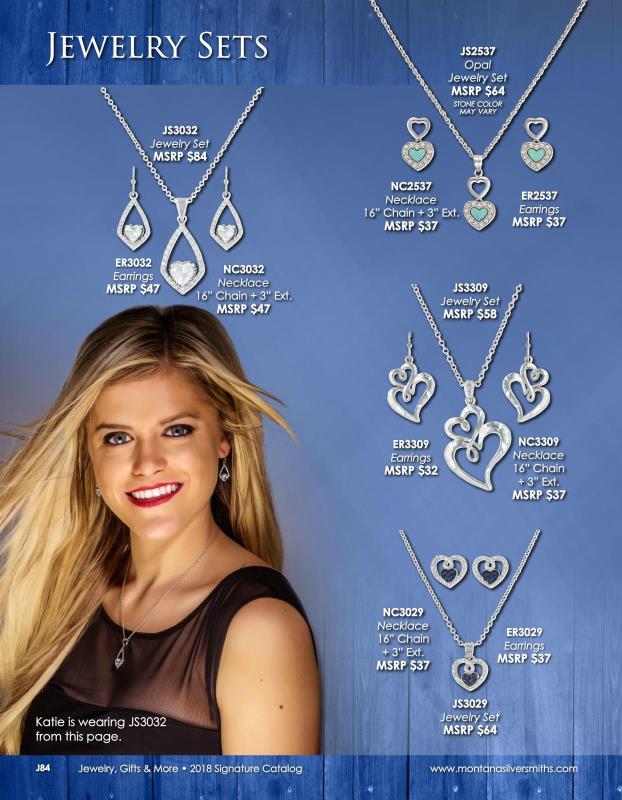 Jewelry Sets
JS2537
Opal
Jewelry Set
MSRP $64
STONE COLOR
MAY VARY
NC2537
Necklace
16” Chain + 3” Ext.
MSRP $37
ER2537
Earrings
MSRP $37
JS3032
Jewelry Set
MSRP $84
ER3032
Earrings
MSRP $47
NC3032
Necklace
16” Chain + 3” Ext.
MSRP $47
JS3309
Jewelry Set
MSRP $58
ER3309
Earrings
MSRP $32
NC3309
Necklace
16” Chain
+ 3” Ext.
MSRP $37
NC3029
Necklace
16” Chain
+ 3” Ext.
MSRP $37
ER3029
Earrings
MSRP $37
JS3029
Jewelry Set
MSRP $64
Katie is wearing JS3032
from this page.
J84 Jewelry, Gifts & More • 2018 Signature Catalog www.montanasilversmiths.com